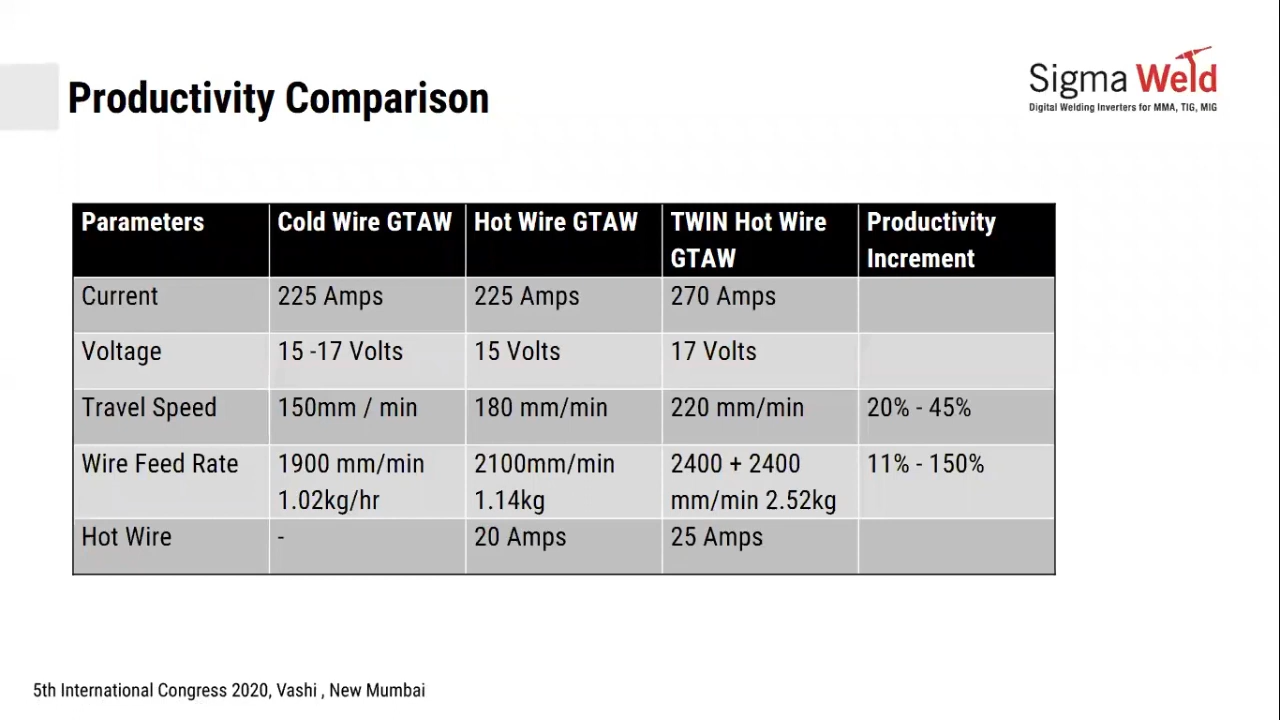 Sigma Weld
Digital Welding Inverters for MMA, TIG, MIG
Productivity Comparison
Parameters Cold Wire GTAW Hot Wire GTAW TWIN Hot Wire GTAW Productivity Increment
Current 225 Amps 225 Amps 270 Amps
Voltage 15 -17 Volts 15 Volts 17 Volts
Travel Speed 150mm / min 180 mm/min 220 mm/min 20% - 45%
Wire Feed Rate 1900 mm/min 1.02kg/hr 2100mm/min 1.14kg 2400 + 2400 mm/min 2.52kg 11% - 150%
Hot Wire - 20 Amps 25 Amps
5th International Congress 2020, Vashi , New Mumbai